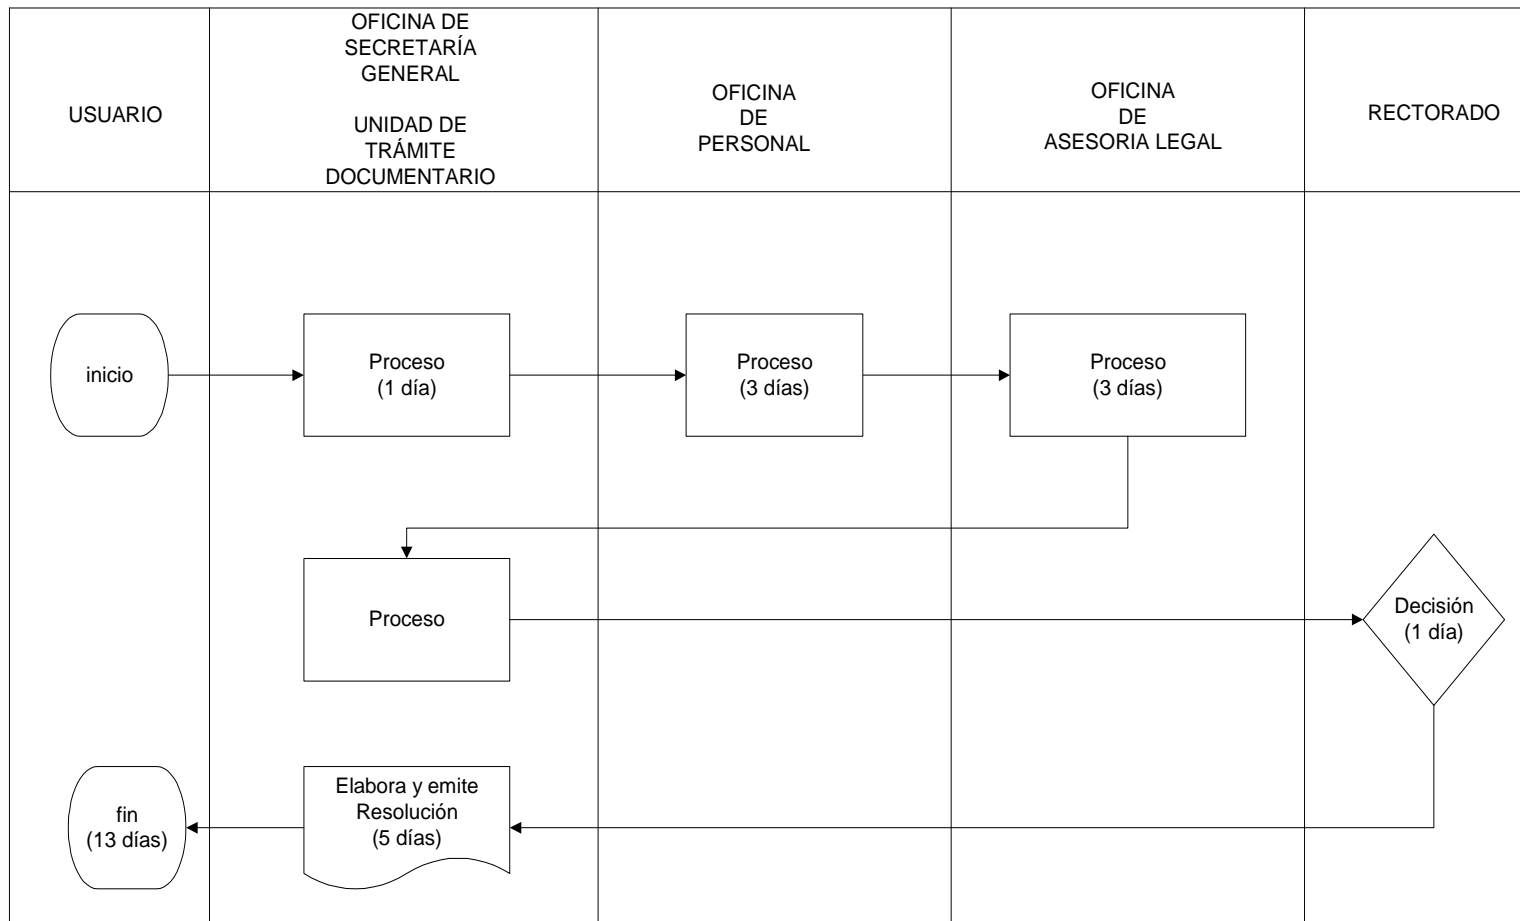 USUARIO
OFICINA DE
SECRETARÍA
GENERAL
UNIDAD DE
TRÁMITE
DOCUMENTARIO
OFICINA
DE
PERSONAL
OFICINA
DE
ASESORIA LEGAL
RECTORADO
inicio
Proceso
(1 día)
Proceso
(3 días)
Proceso
(3 días)
Proceso
Decisión
(1 día)
Elabora y emite
Resolución
(5 días)
fin
(13 días)